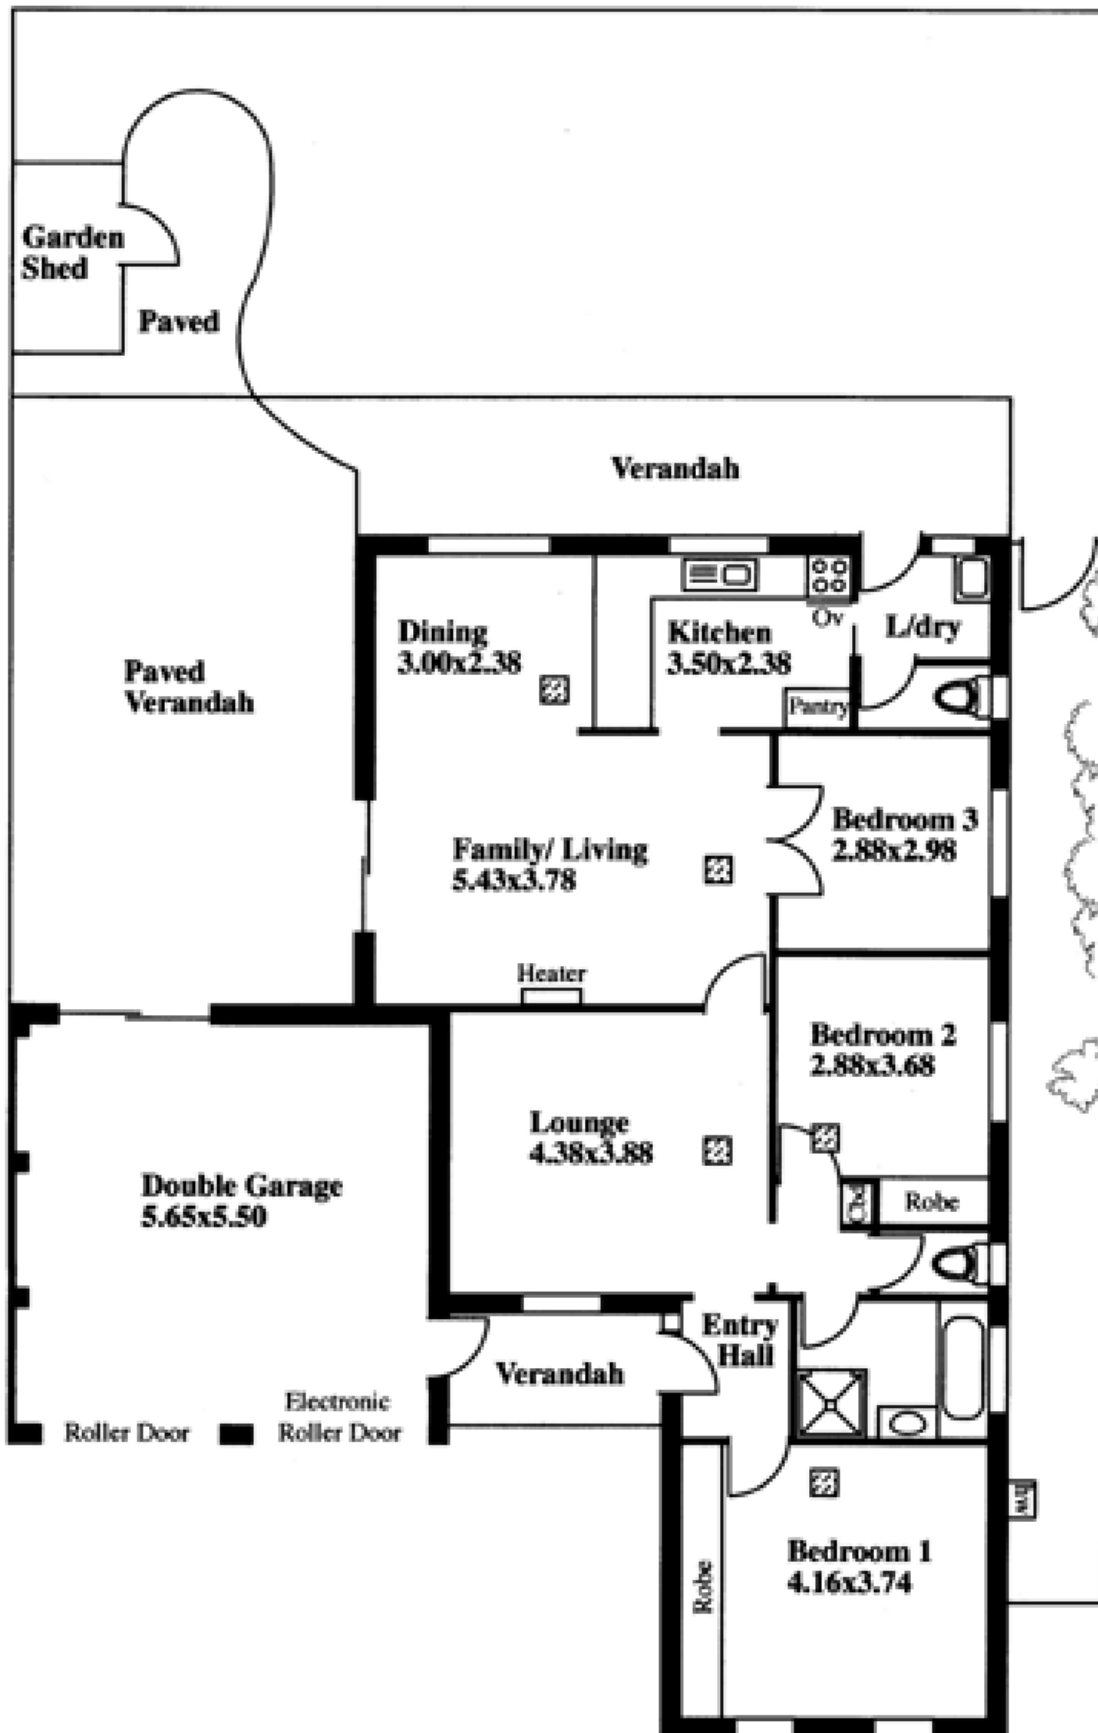 Garden
Shed
Paved
Verandah
Paved
Verandah
Dining
3.00x2.38
Kitchen
3.50x2.38
Ov
L/dry
Pantry
Family/ Living
5.43x3.78
Bedroom 3
2.88x2.98
Heater
Bedroom 2
2.88x3.68
Lounge
4.38x3.88
Double Garage
5.65x5.50
Cbd
Robe
Entry
Hall
Verandah
Electronic
Roller Door
Roller Door
hw
Bedroom 1
4.16x3.74
Robe